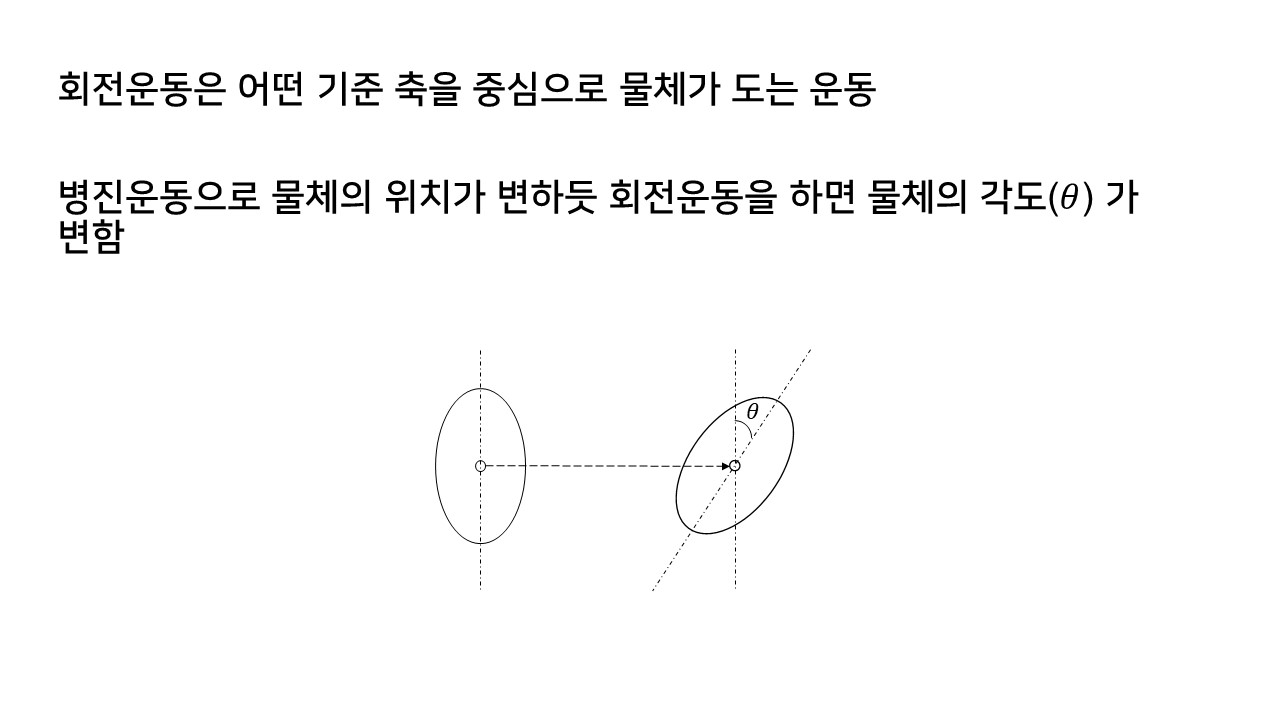 회전운동은 어떤 기준 축을 중심으로 물체가 도는 운동
병진운동으로 물체의 위치가 변하듯 회전운동을 하면 물체의 각도(θ) 가
변함
θ